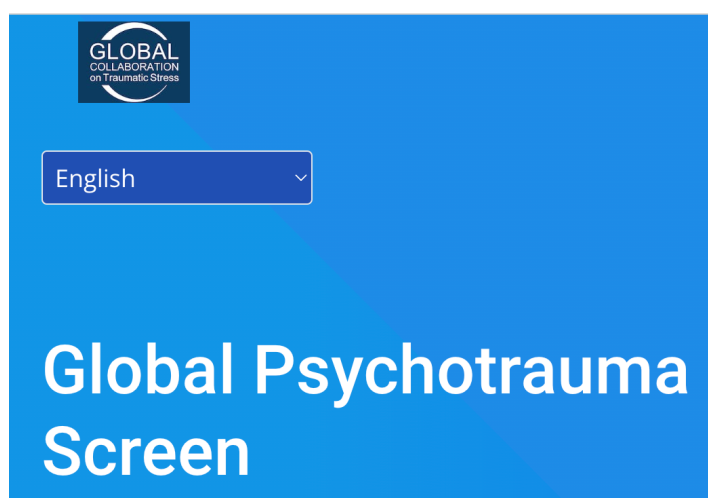 GLOBAL
COLLABORATION
on Traumatic Stress
English
Global Psychotrauma
Screen